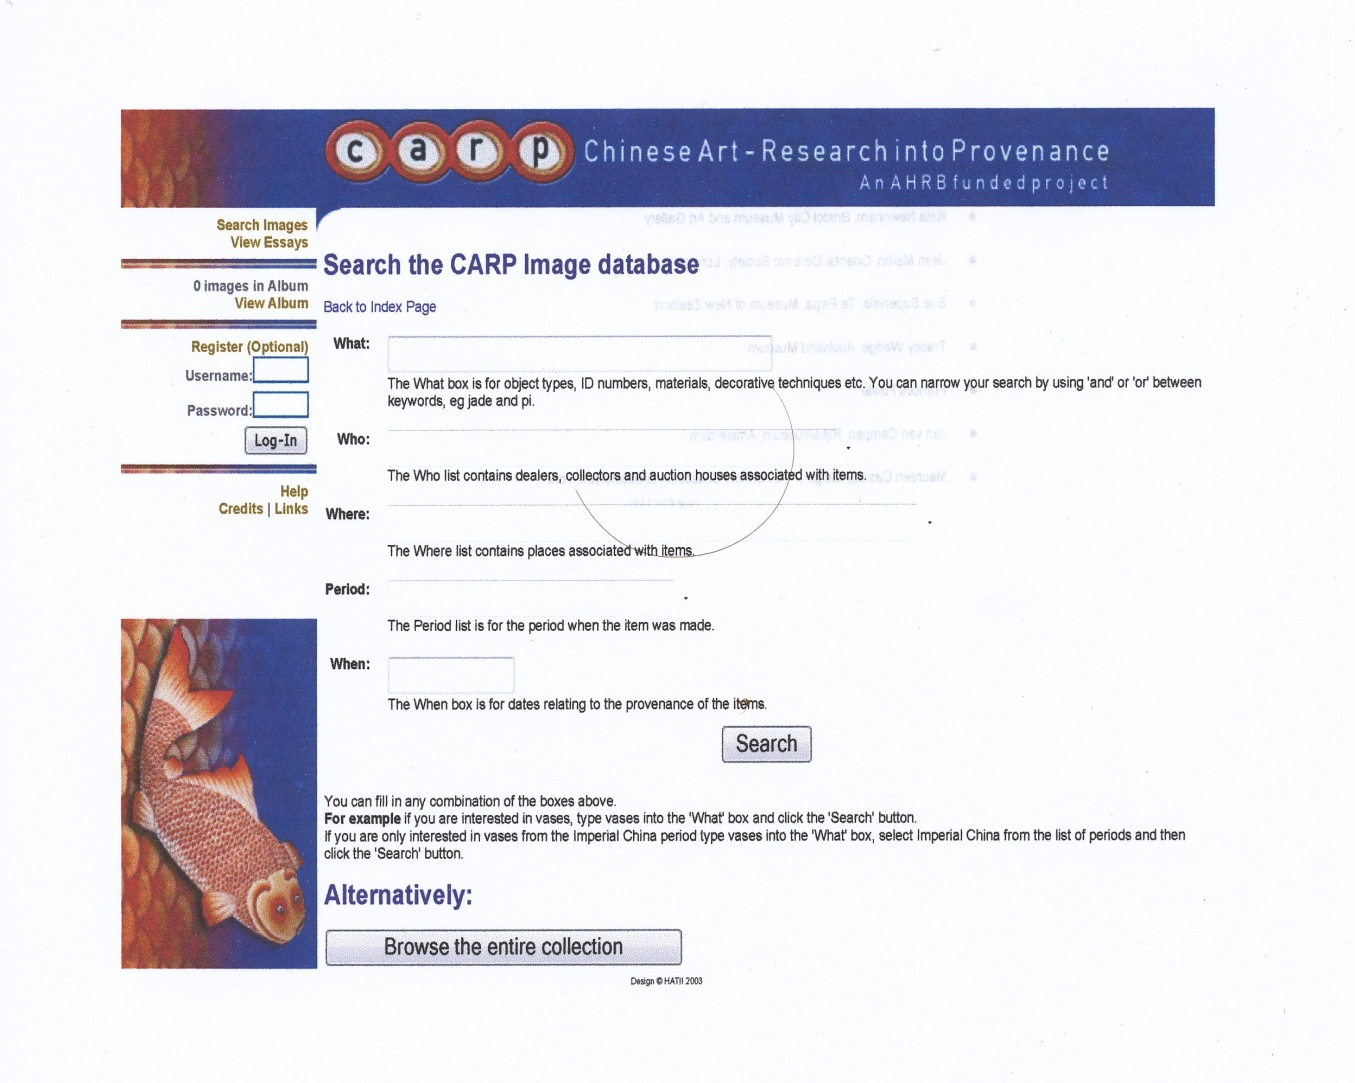 carp Chinese Art - Research into Provenance
An AHRB funded project
Search Images
View Essays
0 images in Album
View Album
Register (Optional)
Username:
Password:
Log-In
Help
Credits | Links
Search the CARP Image database
Back to Index Page
What:
The What box is for object types, ID numbers, materials, decorative techniques etc. You can narrow your search by using 'and' or 'or' between
keywords, eg jade and pi.
Who:
The Who list contains dealers, collectors and auction houses associated with items.
Where:
The Where list contains places associated with items.
Period:
The Period list is for the period when the item was made.
When:
The When box is for dates relating to the provenance of the items.
Search
You can fill in any combination of the boxes above.
For example if you are interested in vases, type vases into the 'What' box and click the 'Search' button.
If you are only interested in vases from the Imperial China period type vases into the 'What' box, select Imperial China from the list of periods and then
click the 'Search' button.
Alternatively:
Browse the entire collection
Design © HATII 2003